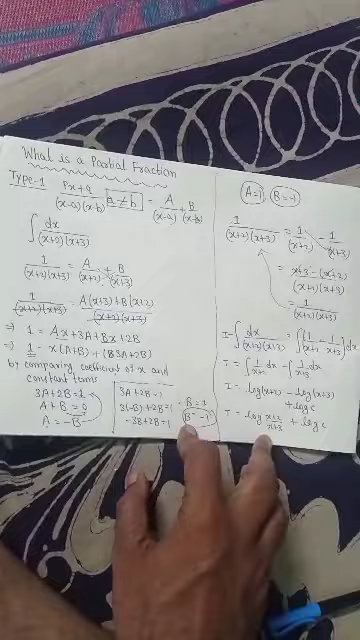 What is a Partial Fraction
Type-1 Px+q/(x-a)(x-b) [a≠b] = A/(x-a) + B/(x-b)
∫ dx/(x+2)(x+3)
1/(x+2)(x+3) = A/(x+2) + B/(x+3)
1/(x+2)(x+3) = A(x+3)+B(x+2)/(x+2)(x+3)
⇒ 1 = Ax+3A+Bx+2B
⇒ 1 - x(A+B)+(B3A+2B)
by comparing coefficient of x and
constant term
3A+2B=1
A+B=0
A=-B
3A+2B=1
3(-B)+2B=1
-3B+2B=1
-B=1
B=-1
A=1, B=-1
1/(x+2)(x+3) = 1/(x+2) - 1/(x+3)
= x+3-(x+2)/(x+2)(x+3)
= 1/(x+2)(x+3)
I=∫ dx/(x+2)(x+3) = ∫[1/x+2 - 1/x+3]dx
I = ∫ 1/x+2 dx - ∫ 1/x+3 dx
I = log(x+2) - log(x+3)
+log c
I = log x+2/x+3 + log c